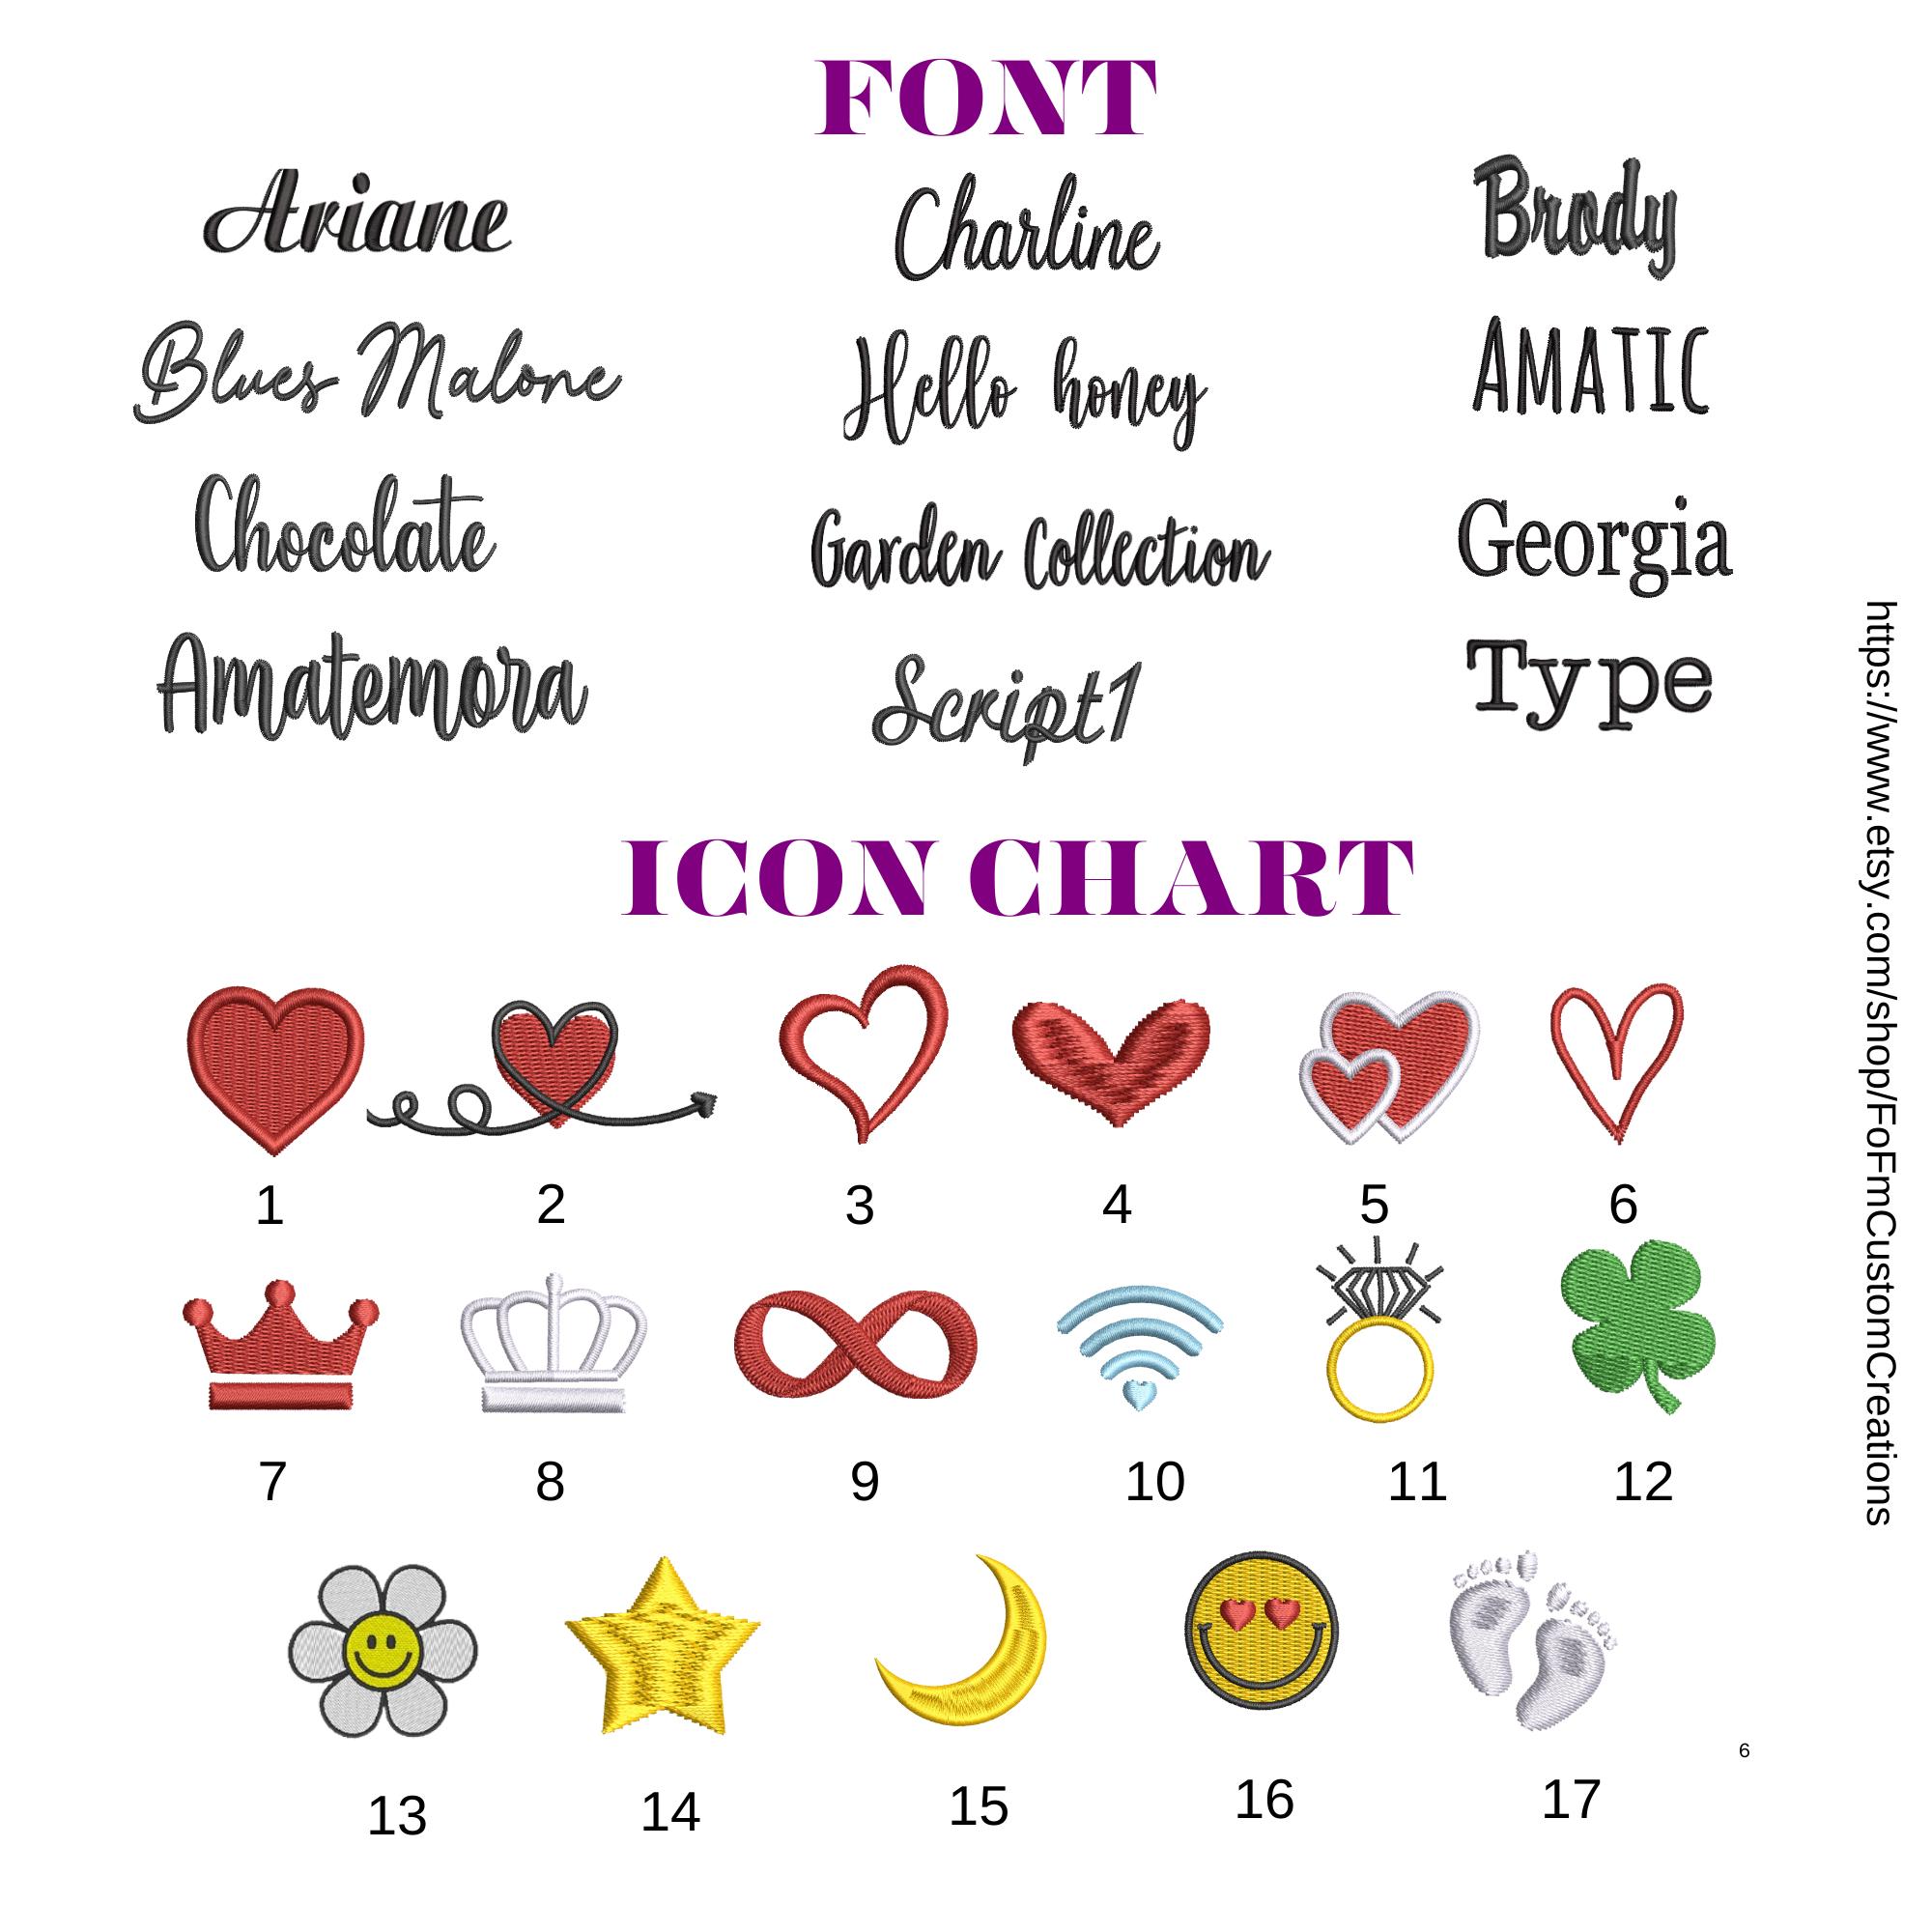 FONT
Ariane Charline Brody
Blues Malone Hello honey AMATIC
Chocolate Garden Collection Georgia
Amatemora Script1 Type
ICON CHART
1 2 3 4 5 6
7 8 9 10 11 12
13 14 15 16 17
6
https://www.etsy.com/shop/FoFmCustomCreations